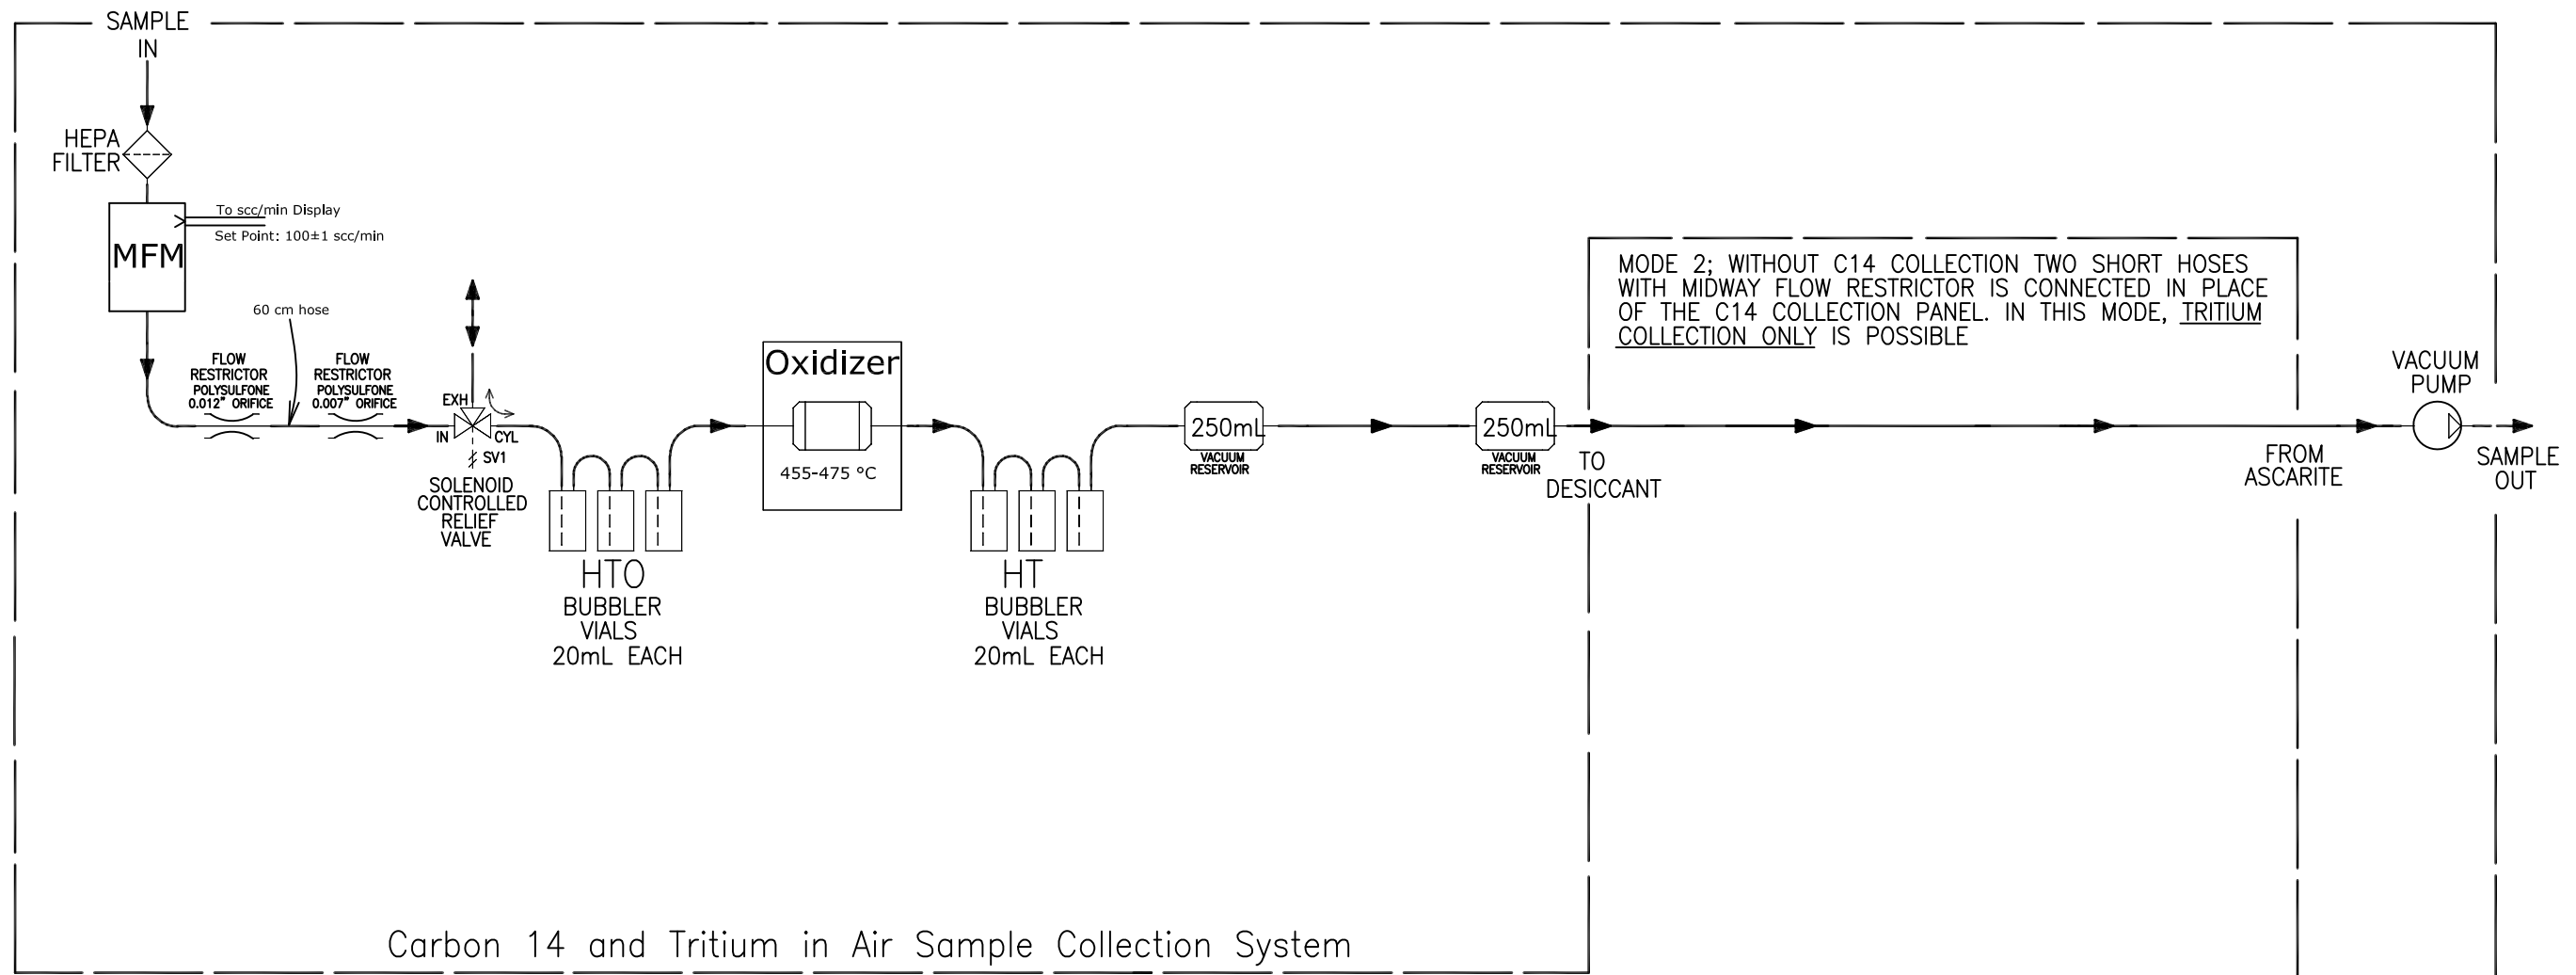 SAMPLE
IN
HEPA
FILTER
To scc/min Display
Set Point: 100±1 scc/min
MFM
60 cm hose
FLOW
RESTRICTOR
POLYSULFONE
0.012" ORIFICE
FLOW
RESTRICTOR
POLYSULFONE
0.007" ORIFICE
EXH
IN
CYL
SV1
SOLENOID
CONTROLLED
RELIEF
VALVE
HTO
BUBBLER
VIALS
20mL EACH
Oxidizer
455-475 °C
HT
BUBBLER
VIALS
20mL EACH
250mL
VACUUM
RESERVOIR
250mL
VACUUM
RESERVOIR
TO
DESICCANT
MODE 2; WITHOUT C14 COLLECTION TWO SHORT HOSES
WITH MIDWAY FLOW RESTRICTOR IS CONNECTED IN PLACE
OF THE C14 COLLECTION PANEL. IN THIS MODE, TRITIUM
COLLECTION ONLY IS POSSIBLE
FROM
ASCARITE
VACUUM
PUMP
SAMPLE
OUT
Carbon 14 and Tritium in Air Sample Collection System